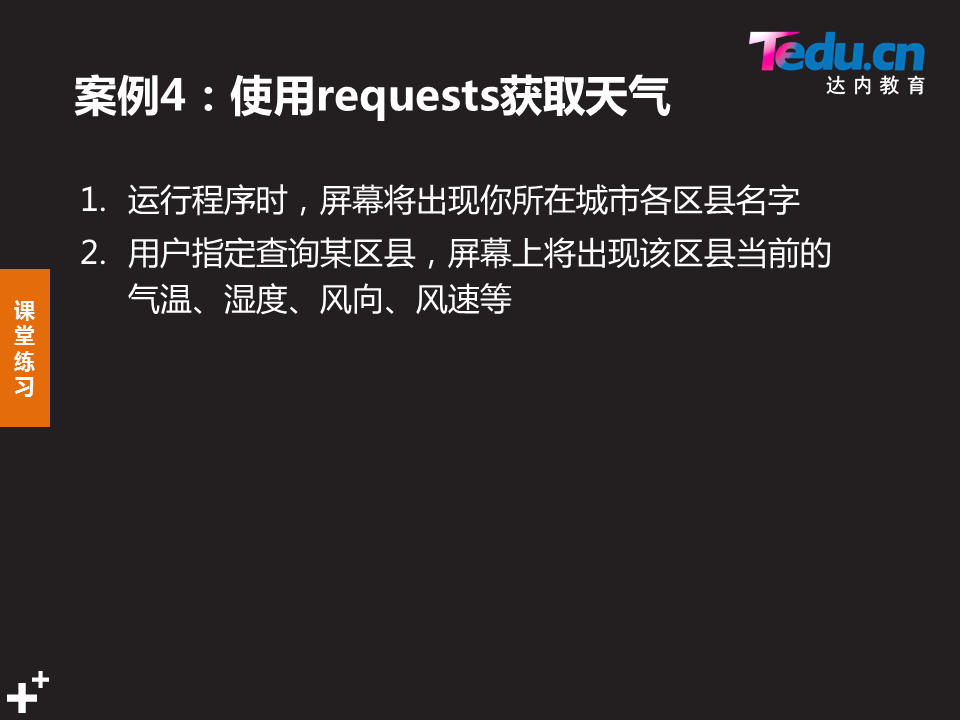 Tedu.cn
达内教育
案例4：使用requests获取天气
1. 运行程序时，屏幕将出现你所在城市各区县名字
2. 用户指定查询某区县，屏幕上将出现该区县当前的
气温、湿度、风向、风速等
课
堂
练
习